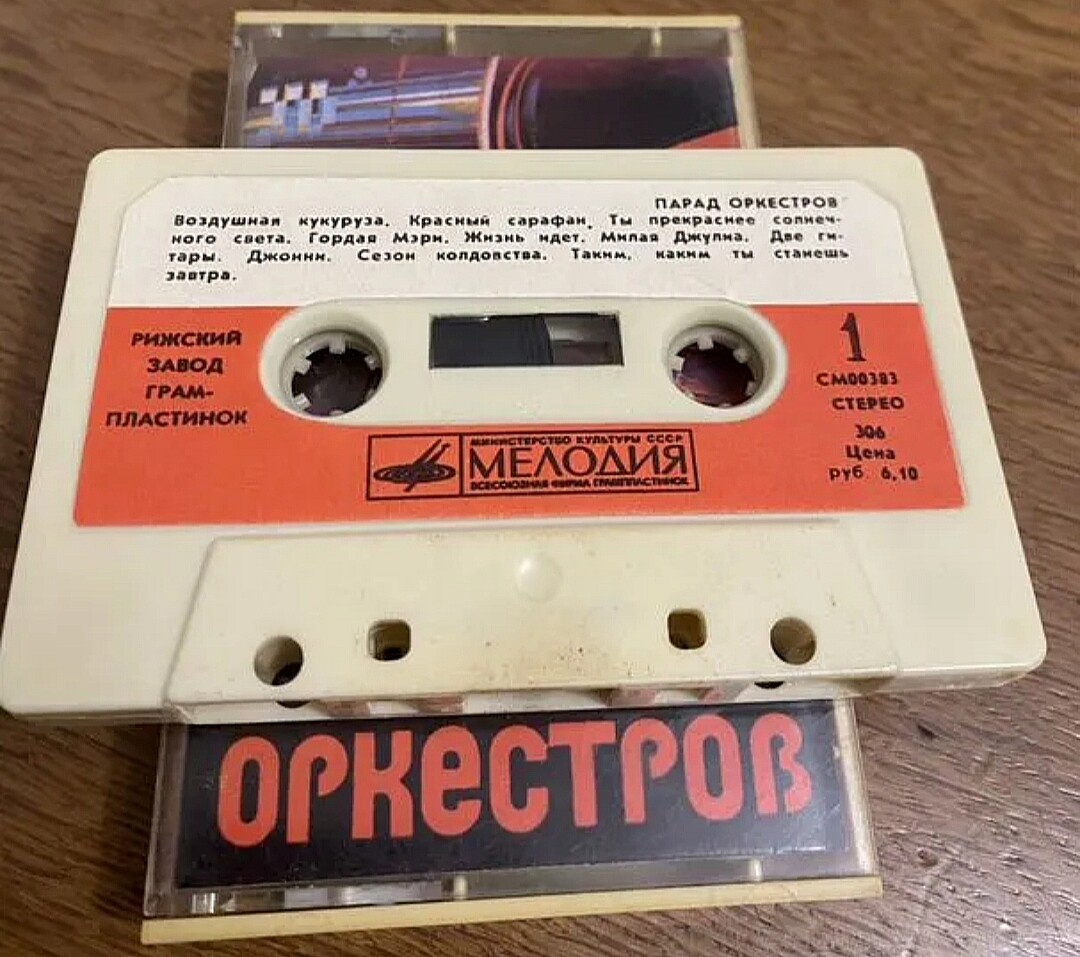 ПАРАД ОРКЕСТРОВ
Воздушная кукуруза. Красный сарафан. Ты прекраснее солнеч-
ного света. Гордая Мэри. Жизнь идет. Милая Джулиа. Две ги-
тары. Джонни. Сезон колдовства. Таким, каким ты станешь
завтра.
РИЖСКИЙ
ЗАВОД
ГРАМ-
ПЛАСТИНОК
1
СМ00383
СТЕРЕО
306
Цена
руб. 6,10
МИНИСТЕРСТВО КУЛЬТУРЫ СССР
МЕЛОДИЯ
ВСЕСОЮЗНАЯ ФИРМА ГРАМПЛАСТИНОК
ОРКеСТРОВ